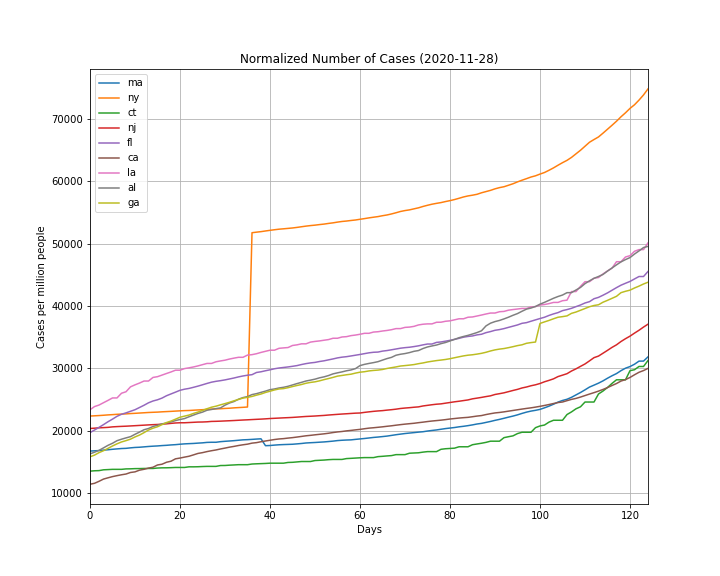 Normalized Number of Cases (2020-11-28)
ma
ny
ct
nj
fl
ca
la
al
ga
70000
60000
50000
40000
30000
20000
10000
Cases per million people
0 20 40 60 80 100 120
Days